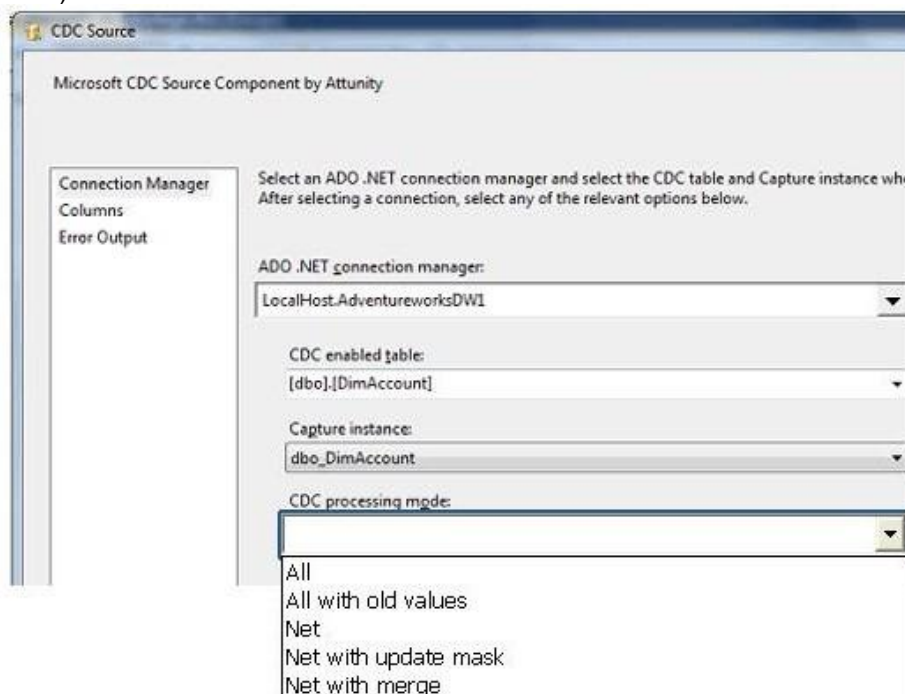 CDC Source
Microsoft CDC Source Component by Attunity
Connection Manager
Columns
Error Output
Select an ADO .NET connection manager and select the CDC table and Capture instance
After selecting a connection, select any of the relevant options below.
ADO .NET connection manager:
LocalHost.AdventureworksDW1
CDC enabled table:
[dbo].[DimAccount]
Capture instance:
dbo_DimAccount
CDC processing mode:
All
All with old values
Net
Net with update mask
Net with merge